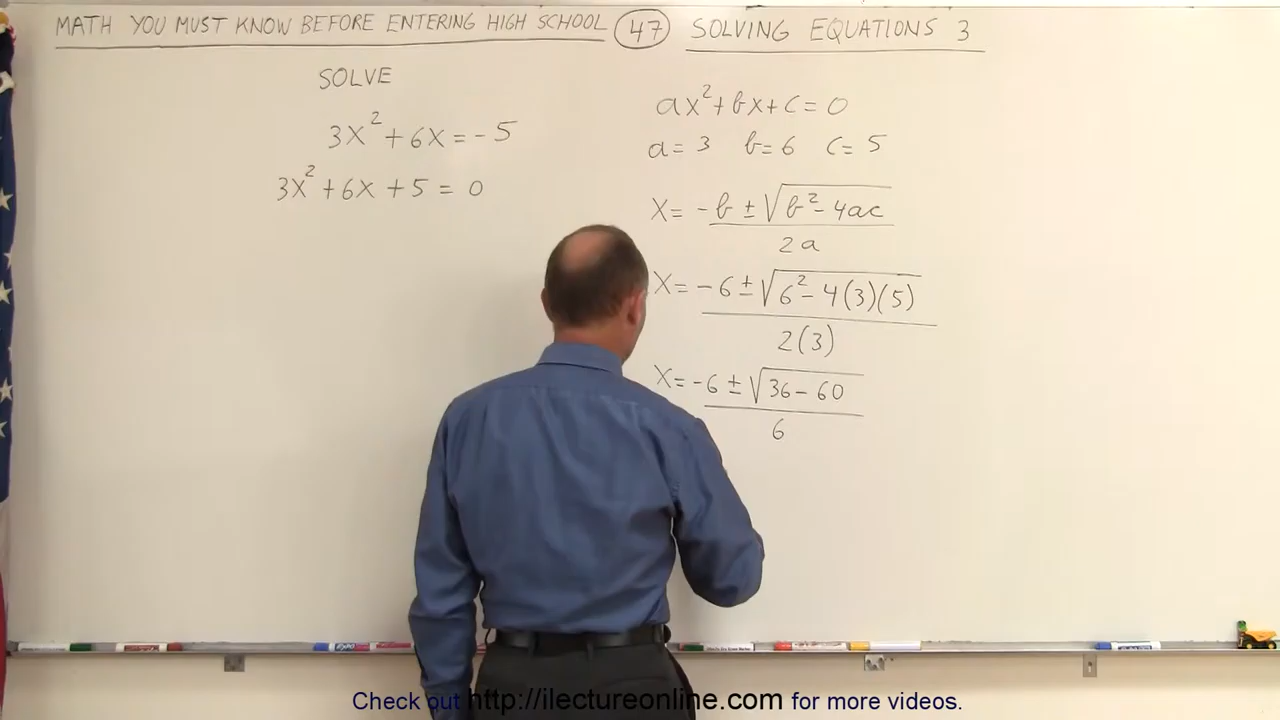 MATH YOU MUST KNOW BEFORE ENTERING HIGH SCHOOL 47 SOLVING EQUATIONS 3
SOLVE
3X² + 6X = -5
3X² + 6X + 5 = 0
ax² + bx + c = 0
a = 3 b = 6 c = 5
X = -b ± √(b² - 4ac)
2a
X = -6 ± √(6² - 4(3)(5))
2(3)
X = -6 ± √(36 - 60)
6
Check out http://ilectureonline.com for more videos.